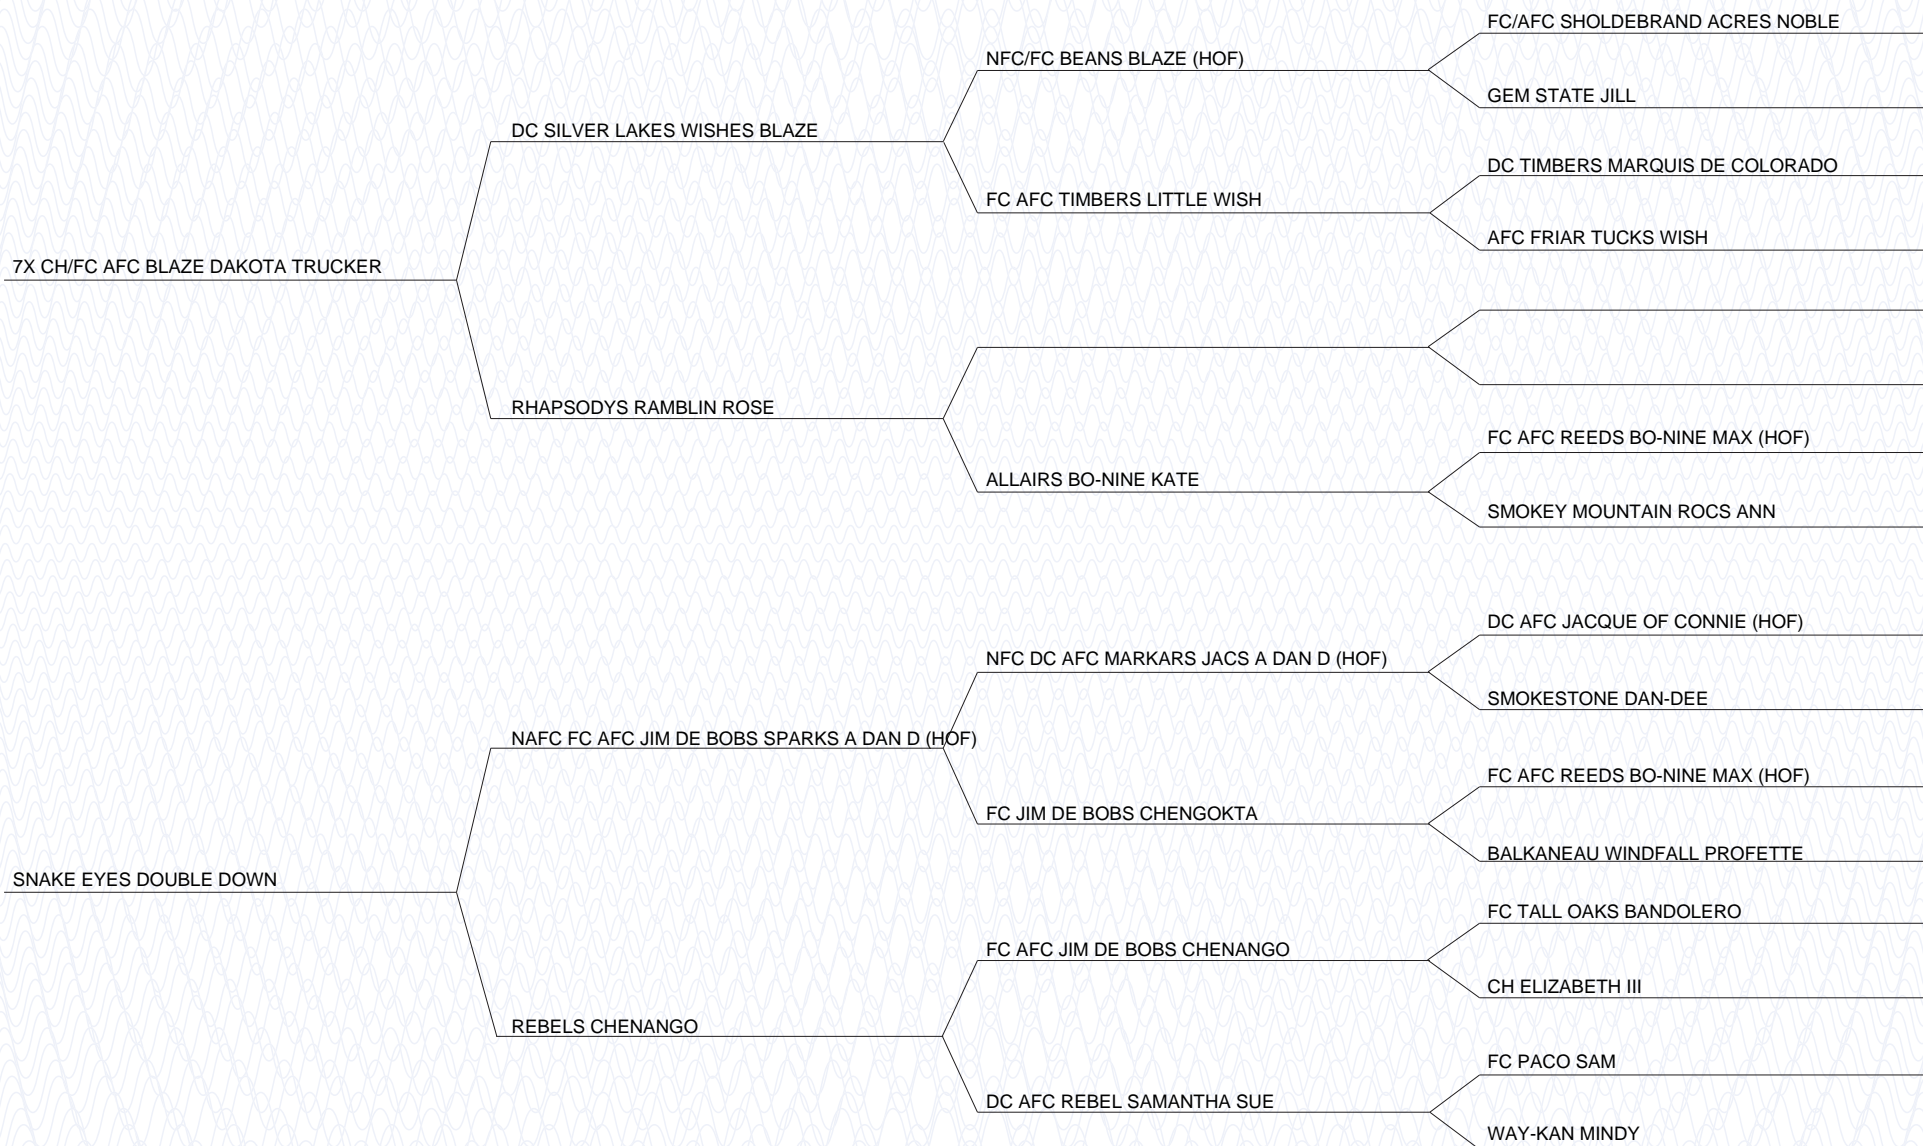 FC/AFC SHOLDEBRAND ACRES NOBLE
NFC/FC BEANS BLAZE (HOF)
GEM STATE JILL
DC SILVER LAKES WISHES BLAZE
DC TIMBERS MARQUIS DE COLORADO
FC AFC TIMBERS LITTLE WISH
AFC FRIAR TUCKS WISH
7X CH/FC AFC BLAZE DAKOTA TRUCKER
RHAPSODYS RAMBLIN ROSE
FC AFC REEDS BO-NINE MAX (HOF)
ALLAIRS BO-NINE KATE
SMOKEY MOUNTAIN ROCS ANN
DC AFC JACQUE OF CONNIE (HOF)
NFC DC AFC MARKARS JACS A DAN D (HOF)
SMOKESTONE DAN-DEE
NAFC FC AFC JIM DE BOBS SPARKS A DAN D (HOF)
FC AFC REEDS BO-NINE MAX (HOF)
FC JIM DE BOBS CHENGOKTA
BALKANEAU WINDFALL PROFETTE
SNAKE EYES DOUBLE DOWN
FC TALL OAKS BANDOLERO
FC AFC JIM DE BOBS CHENANGO
CH ELIZABETH III
REBELS CHENANGO
FC PACO SAM
DC AFC REBEL SAMANTHA SUE
WAY-KAN MINDY